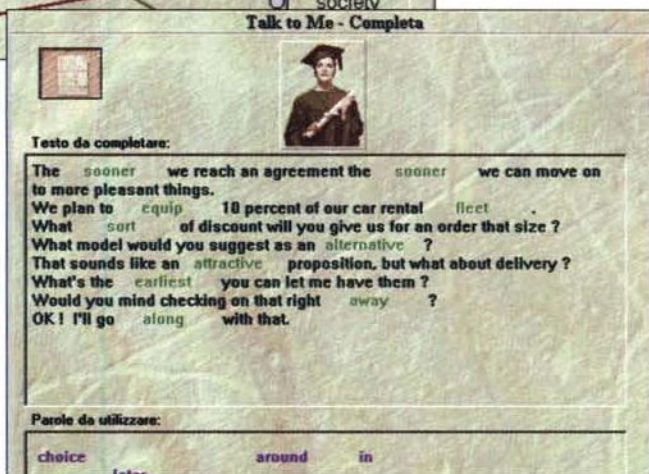 Of society
Talk to Me - Completa
Testo da completare:
The sooner we reach an agreement the sooner we can move on
to more pleasant things.
We plan to equip 10 percent of our car rental fleet .
What sort of discount will you give us for an order that size ?
What model would you suggest as an alternative ?
That sounds like an attractive proposition, but what about delivery ?
What's the earliest you can let me have them ?
Would you mind checking on that right away ?
OK ! I'll go along with that.
Parole da utilizzare:
choice around in
later